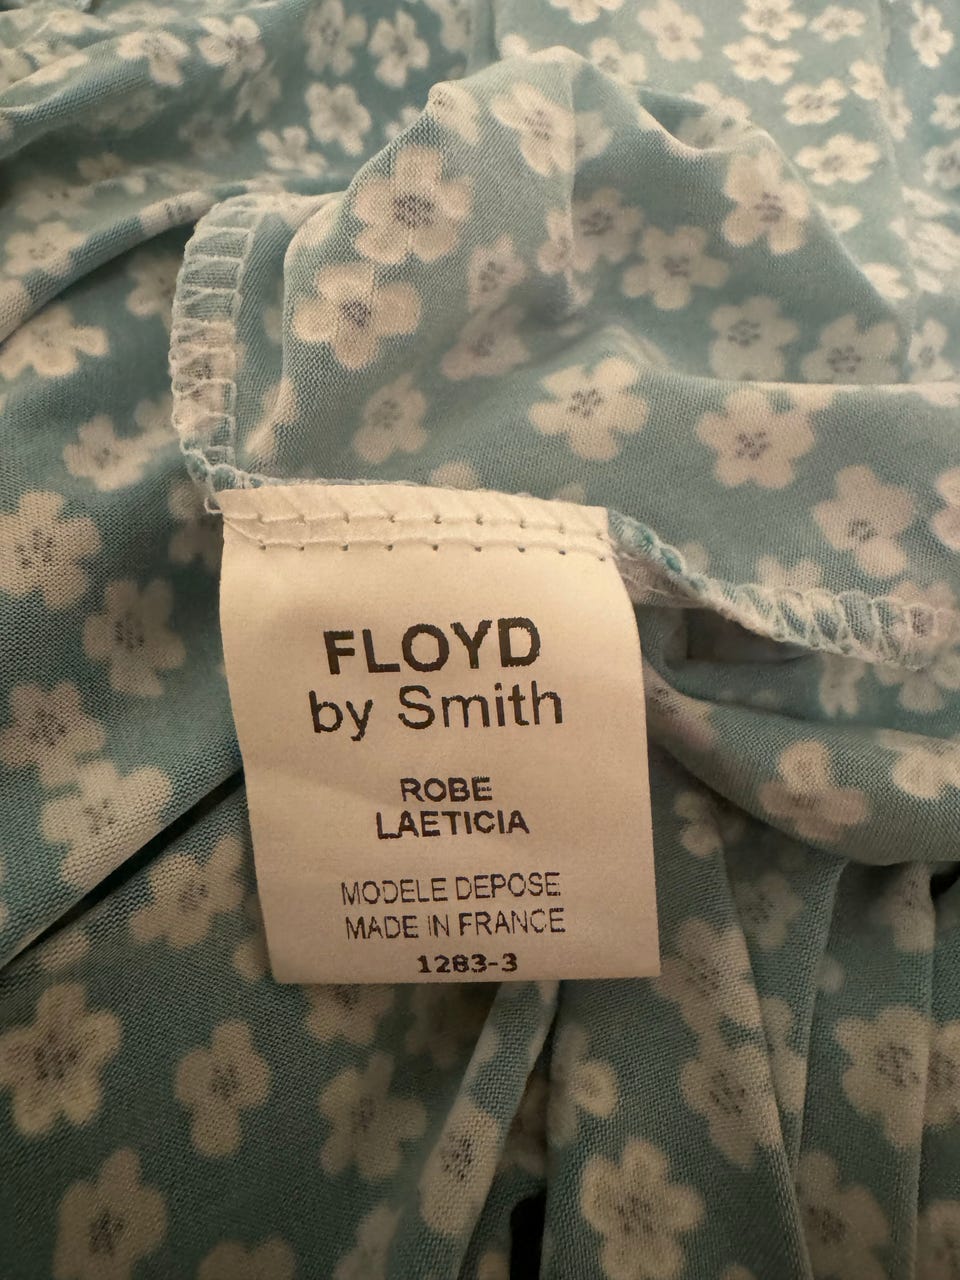 FLOYD
by Smith
ROBE
LAETICIA
MODELE DEPOSE
MADE IN FRANCE
1283-3